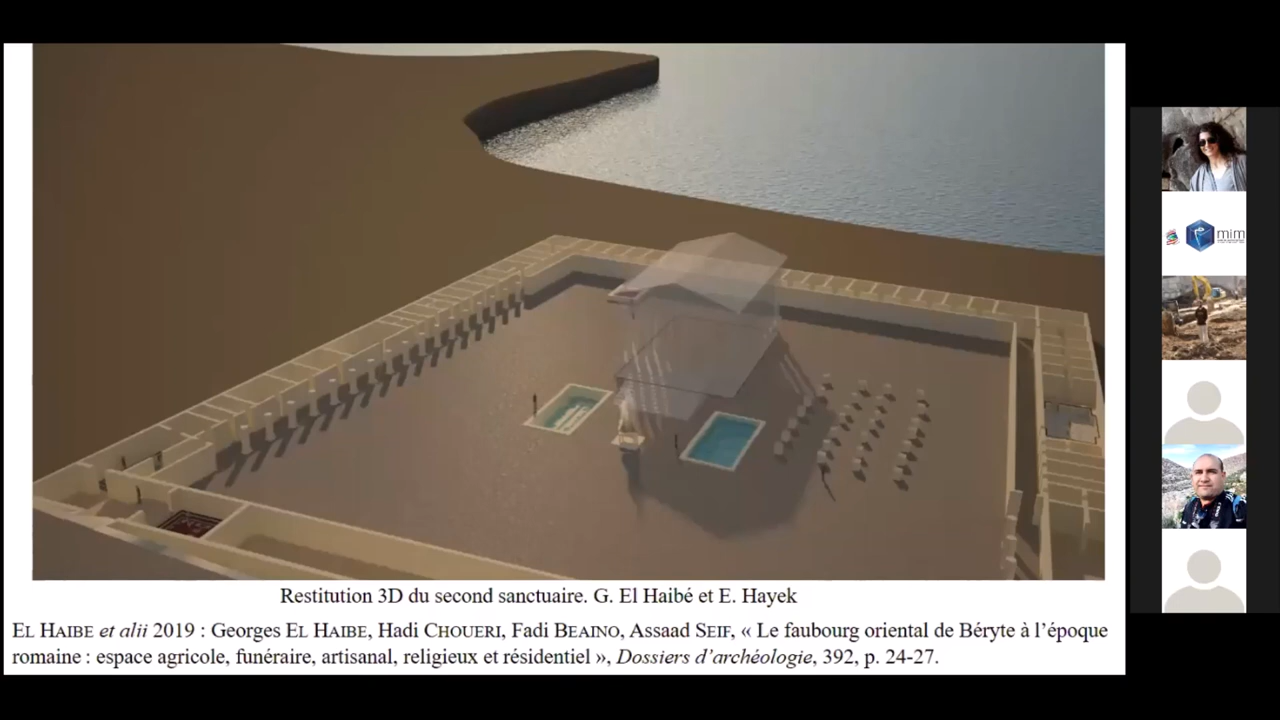 Restitution 3D du second sanctuaire. G. El Haibé et E. Hayek
EL HAIBE et alii 2019 : Georges EL HAIBE, Hadi CHOUERI, Fadi BEAINO, Assaad SEIF, « Le faubourg oriental de Béryte à l’époque
romaine : espace agricole, funéraire, artisanal, religieux et résidentiel », Dossiers d’archéologie, 392, p. 24-27.
mim